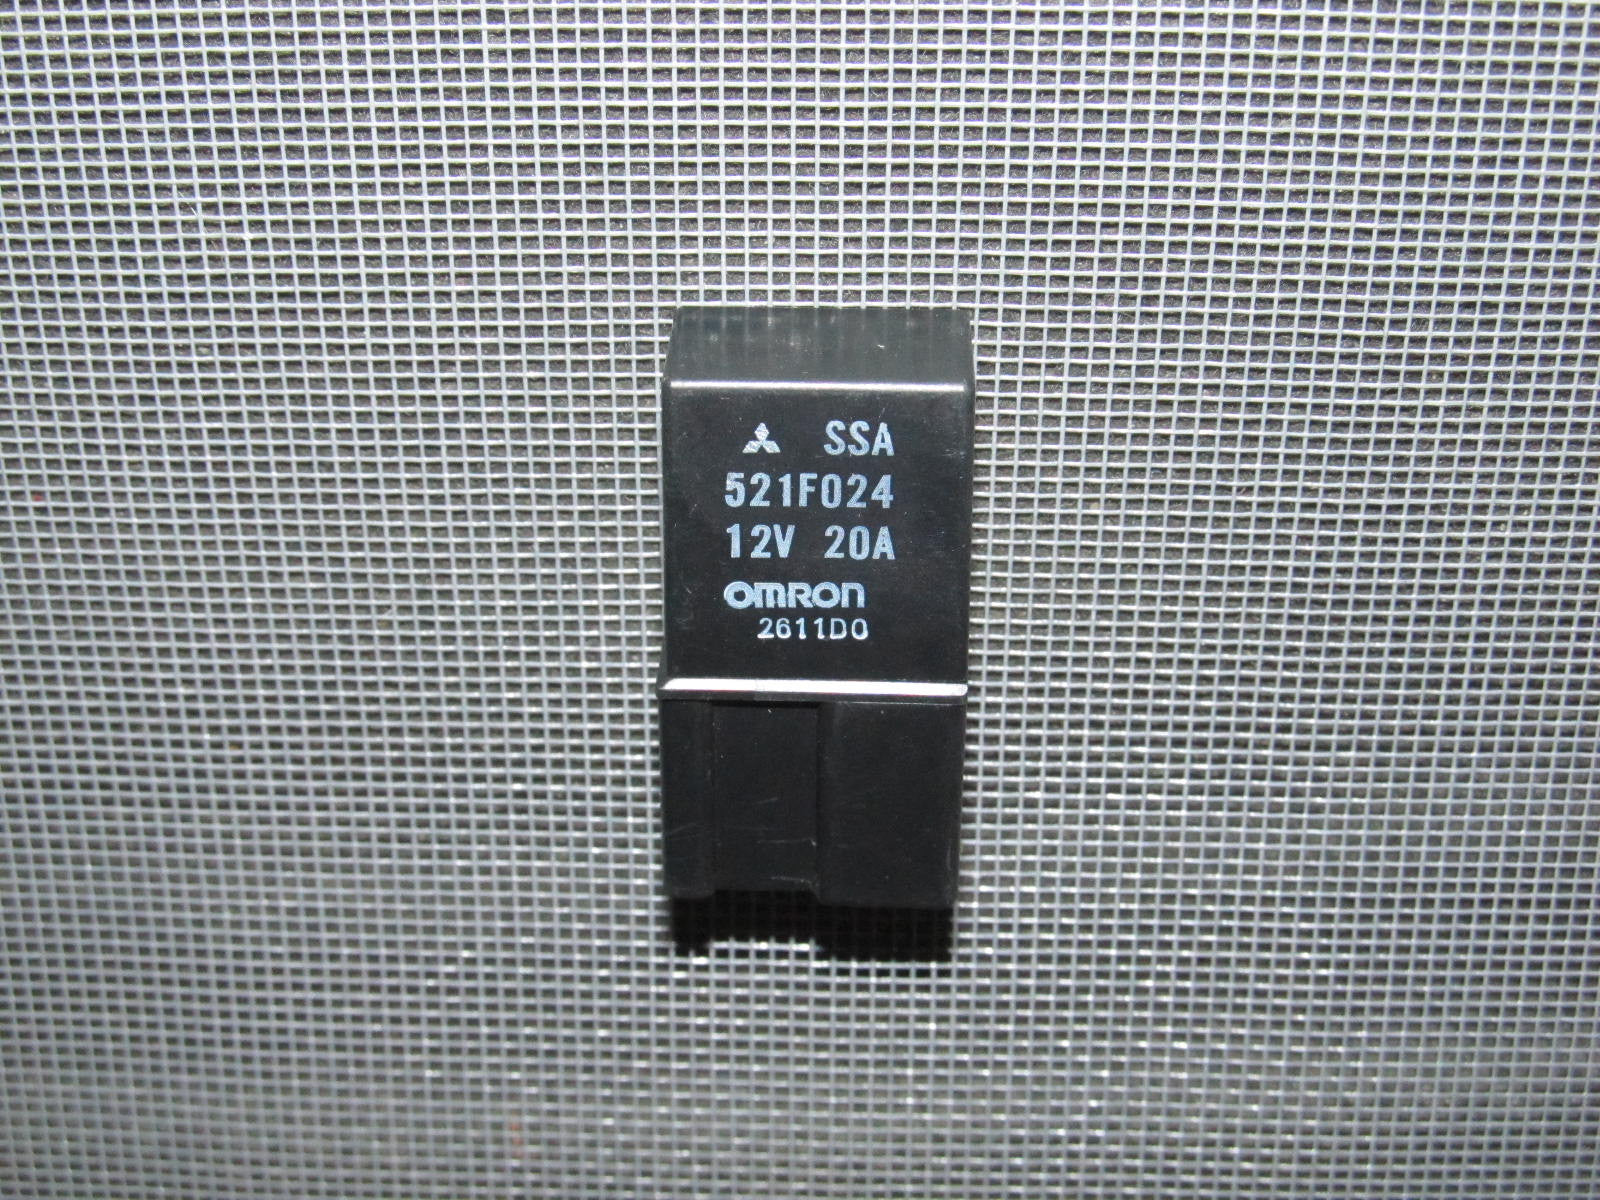 SSA
521F024
12V 20A
OMRON
2611D0